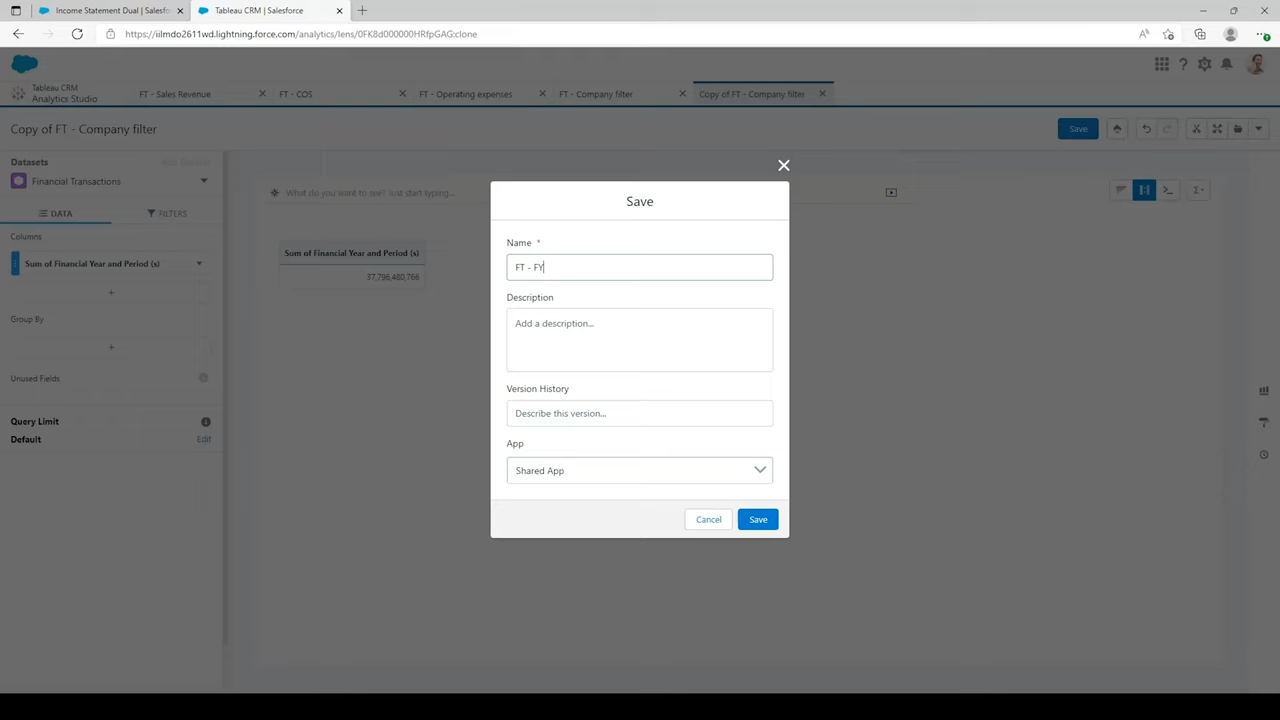 Income Statement Dual | Salesfo
Tableau CRM | Salesforce
https://iilmdo2611wd.lightning.force.com/analytics/lens/0FK8d000000HRfpGAG:clone
Tableau CRM
Analytics Studio
FT - Sales Revenue
FT - COS
FT - Operating expenses
FT - Company filter
Copy of FT - Company filter
Copy of FT - Company filter
Save
Datasets
Add Dataset
Financial Transactions
What do you want to see? Just start typing...
DATA
FILTERS
Columns
Sum of Financial Year and Period (s)
Group By
Unused Fields
Query Limit
Default
Edit
Sum of Financial Year and Period (s)
37,796,480,766
Save
Name *
FT - FY
Description
Add a description...
Version History
Describe this version...
App
Shared App
Cancel
Save